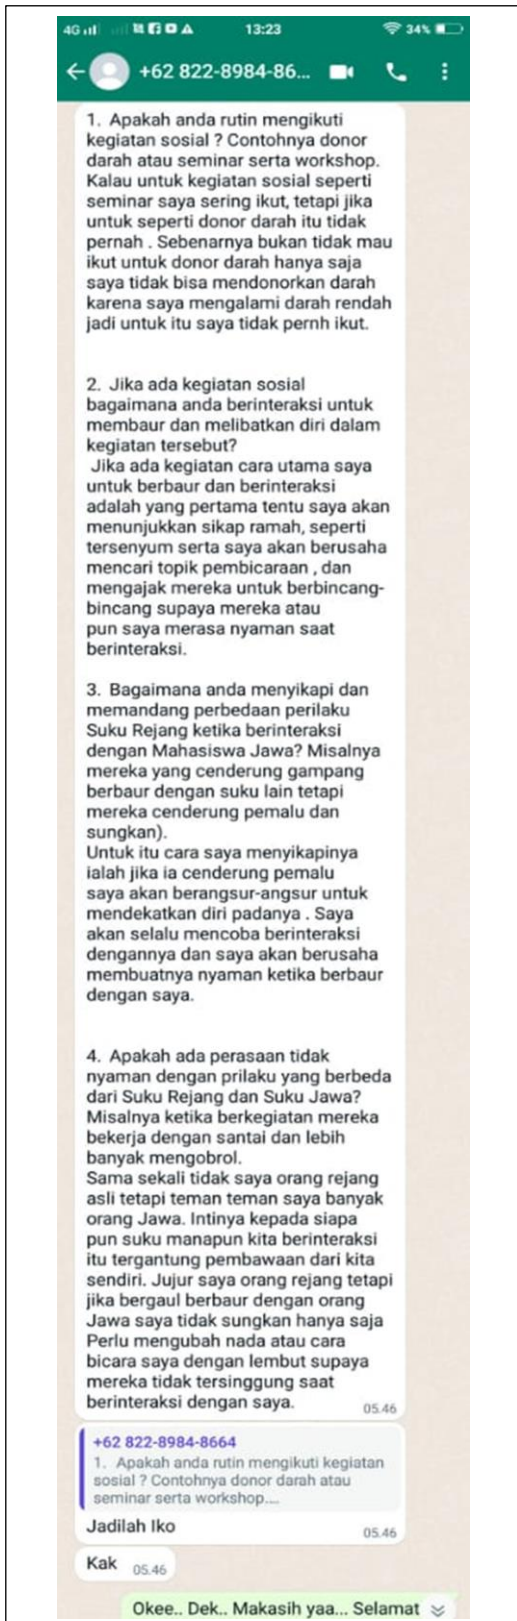 4G 13:23 34%
+62 822-8984-86...
1. Apakah anda rutin mengikuti
kegiatan sosial ? Contohnya donor
darah atau seminar serta workshop.
Kalau untuk kegiatan sosial seperti
seminar saya sering ikut, tetapi jika
untuk seperti donor darah itu tidak
pernah . Sebenarnya bukan tidak mau
ikut untuk donor darah hanya saja
saya tidak bisa mendonorkan darah
karena saya mengalami darah rendah
jadi untuk itu saya tidak pernh ikut.
2. Jika ada kegiatan sosial
bagaimana anda berinteraksi untuk
membaur dan melibatkan diri dalam
kegiatan tersebut?
Jika ada kegiatan cara utama saya
untuk berbaur dan berinteraksi
adalah yang pertama tentu saya akan
menunjukkan sikap ramah, seperti
tersenyum serta saya akan berusaha
mencari topik pembicaraan , dan
mengajak mereka untuk berbincang-
bincang supaya mereka atau
pun saya merasa nyaman saat
berinteraksi.
3. Bagaimana anda menyikapi dan
memandang perbedaan perilaku
Suku Rejang ketika berinteraksi
dengan Mahasiswa Jawa? Misalnya
mereka yang cenderung gampang
berbaur dengan suku lain tetapi
mereka cenderung pemalu dan
sungkan).
Untuk itu cara saya menyikapinya
ialah jika ia cenderung pemalu
saya akan berangsur-angsur untuk
mendekatkan diri padanya . Saya
akan selalu mencoba berinteraksi
dengannya dan saya akan berusaha
membuatnya nyaman ketika berbaur
dengan saya.
4. Apakah ada perasaan tidak
nyaman dengan prilaku yang berbeda
dari Suku Rejang dan Suku Jawa?
Misalnya ketika berkegiatan mereka
bekerja dengan santai dan lebih
banyak mengobrol.
Sama sekali tidak saya orang rejang
asli tetapi teman teman saya banyak
orang Jawa. Intinya kepada siapa
pun suku manapun kita berinteraksi
itu tergantung pembawaan dari kita
sendiri. Jujur saya orang rejang tetapi
jika bergaul berbaur dengan orang
Jawa saya tidak sungkan hanya saja
Perlu mengubah nada atau cara
bicara saya dengan lembut supaya
mereka tidak tersinggung saat
berinteraksi dengan saya. 05.46
+62 822-8984-8664
1. Apakah anda rutin mengikuti kegiatan
sosial ? Contohnya donor darah atau
seminar serta workshop....
Jadilah Iko 05.46
Kak 05.46
Okee.. Dek.. Makasih yaa... Selamat